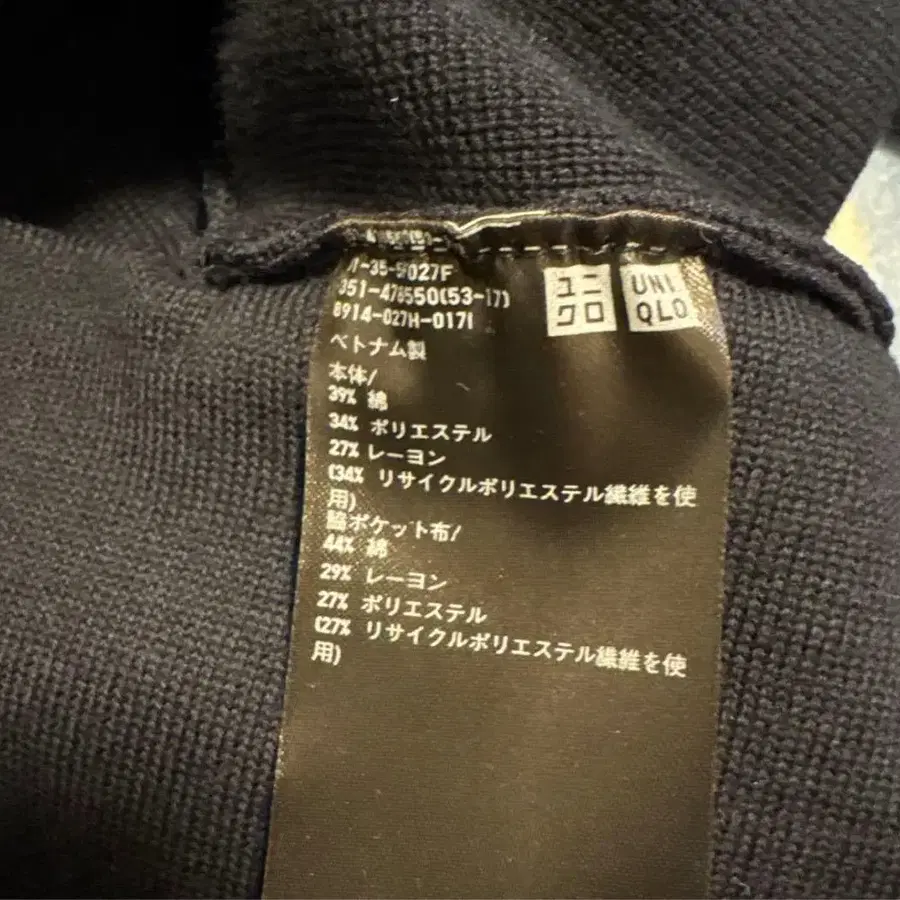 351-476550(53-17)
8914-027H-0171
ユニクロ
UNIQLO
ベトナム製
本体/
39% 綿
34% ポリエステル
27% レーヨン
(34% リサイクルポリエステル繊維を使
用)
脇ポケット布/
44% 綿
29% レーヨン
27% ポリエステル
(27% リサイクルポリエステル繊維を使
用)